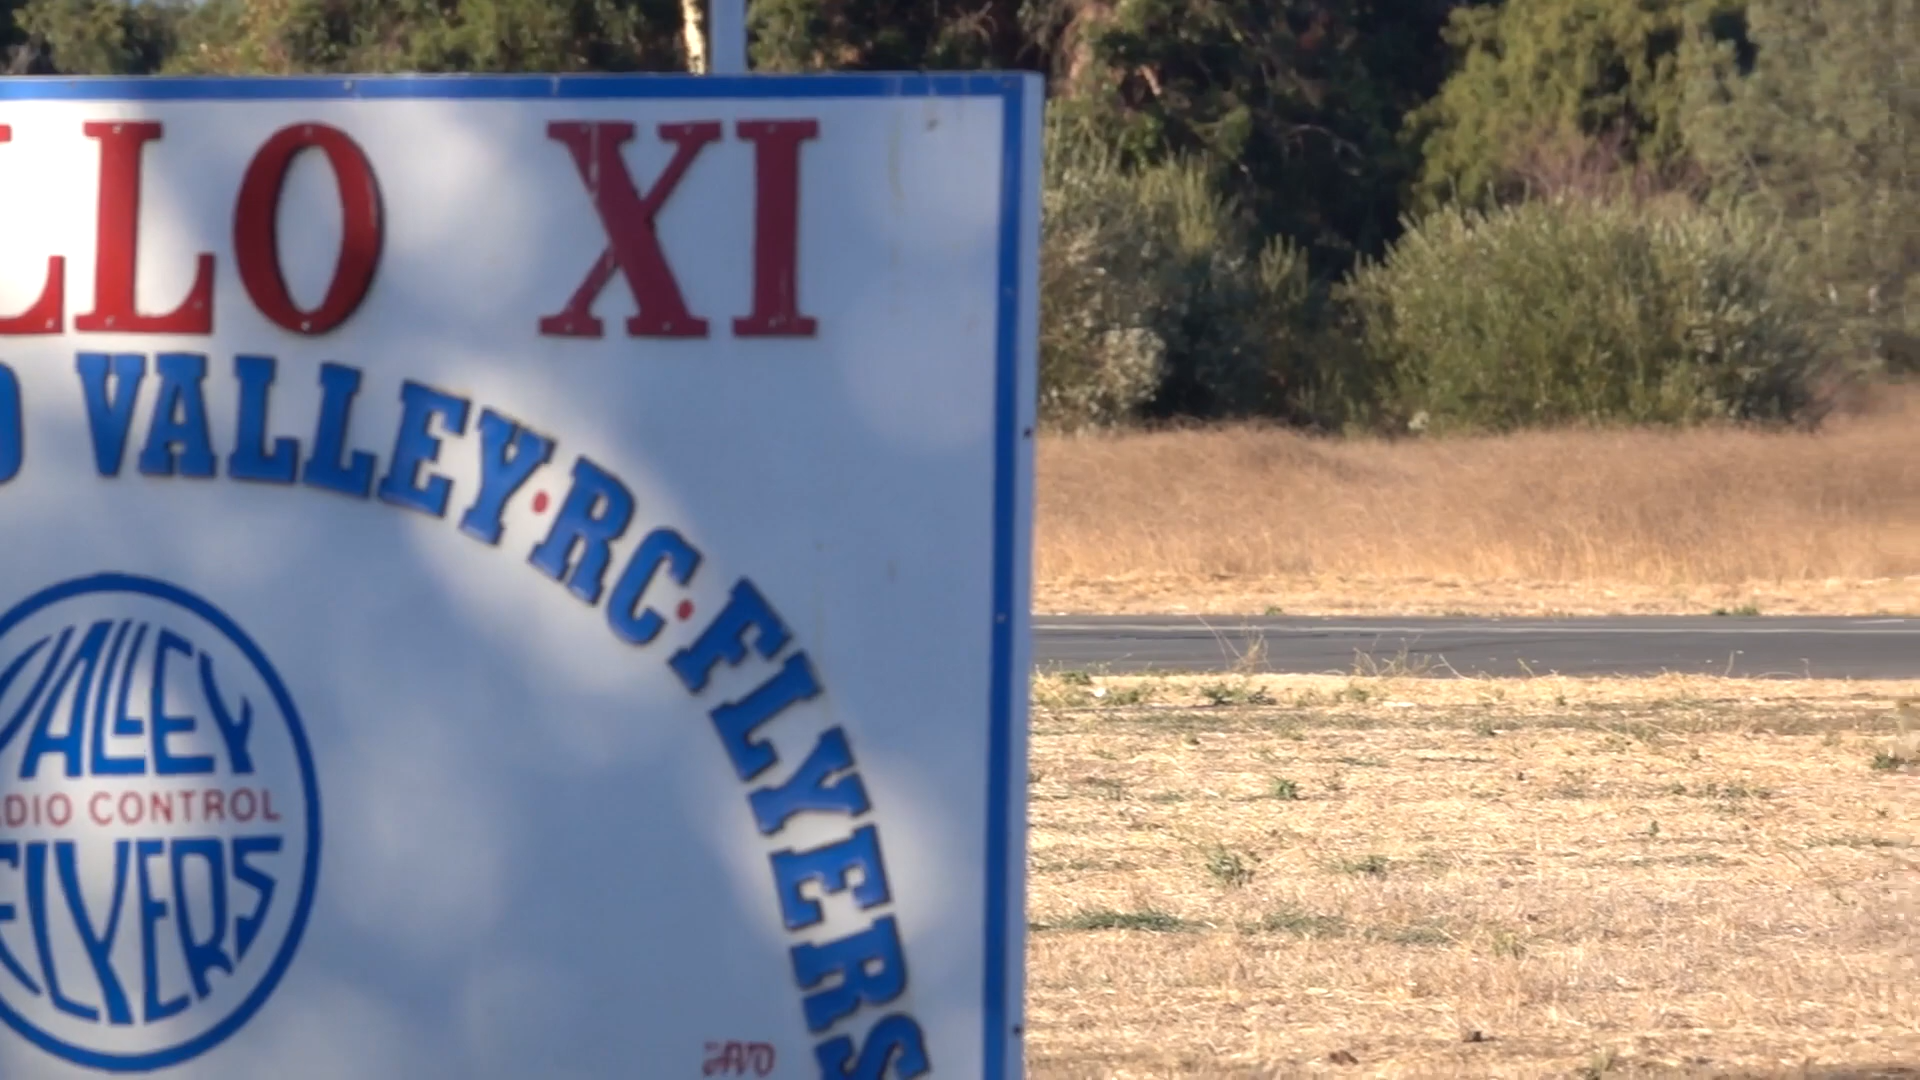 LLO XI
VALLEY·RC·FLYERS
VALLEY
DIO CONTROL
FLYERS